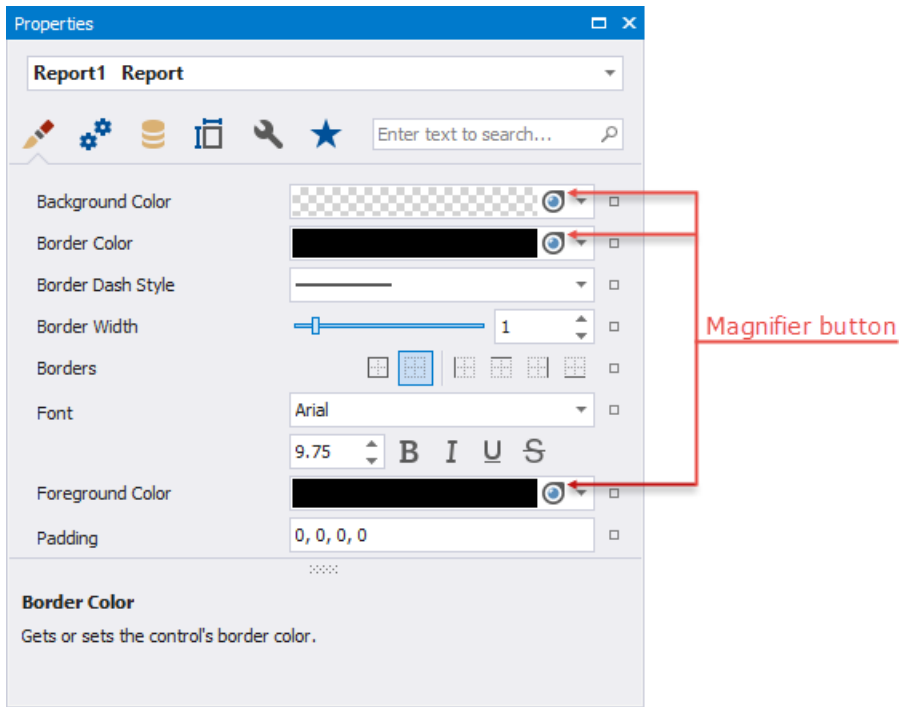 Properties
Report1 Report
Enter text to search...
Background Color
Border Color
Border Dash Style
Border Width 1
Magnifier button
Borders
Font Arial
9.75 B I U S
Foreground Color
Padding 0, 0, 0, 0
Border Color
Gets or sets the control's border color.